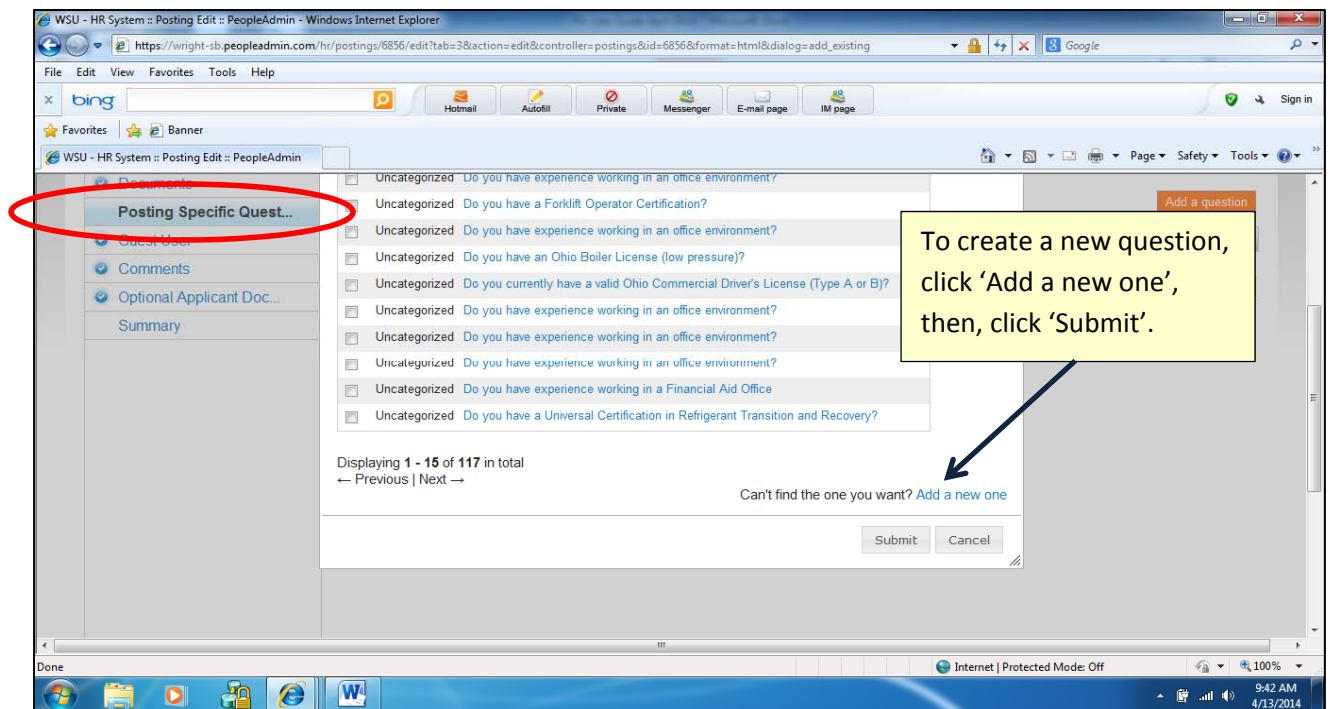 WSU - HR System :: Posting Edit :: PeopleAdmin - Windows Internet Explorer
https://wright-sb.peopleadmin.com/hr/postings/6856/edit?tab=3&action=edit&controller=postings&id=6856&format=html&dialog=add_existing
Google
File Edit View Favorites Tools Help
x bing Hotmail Autofill Private Messenger E-mail page IM page Sign in
Favorites Banner
WSU - HR System :: Posting Edit :: PeopleAdmin
Page Safety Tools
Documents
Posting Specific Quest...
Guest User
Comments
Optional Applicant Doc...
Summary
Uncategorized Do you have experience working in an office environment?
Uncategorized Do you have a Forklift Operator Certification?
Uncategorized Do you have experience working in an office environment?
Uncategorized Do you have an Ohio Boiler License (low pressure)?
Uncategorized Do you currently have a valid Ohio Commercial Driver's License (Type A or B)?
Uncategorized Do you have experience working in an office environment?
Uncategorized Do you have experience working in an office environment?
Uncategorized Do you have experience working in an office environment?
Uncategorized Do you have experience working in a Financial Aid Office
Uncategorized Do you have a Universal Certification in Refrigerant Transition and Recovery?
Add a question
To create a new question,
click ‘Add a new one’,
then, click ‘Submit’.
Displaying 1 - 15 of 117 in total
← Previous | Next →
Can't find the one you want? Add a new one
Submit Cancel
Done
Internet | Protected Mode: Off
100%
9:42 AM
4/13/2014